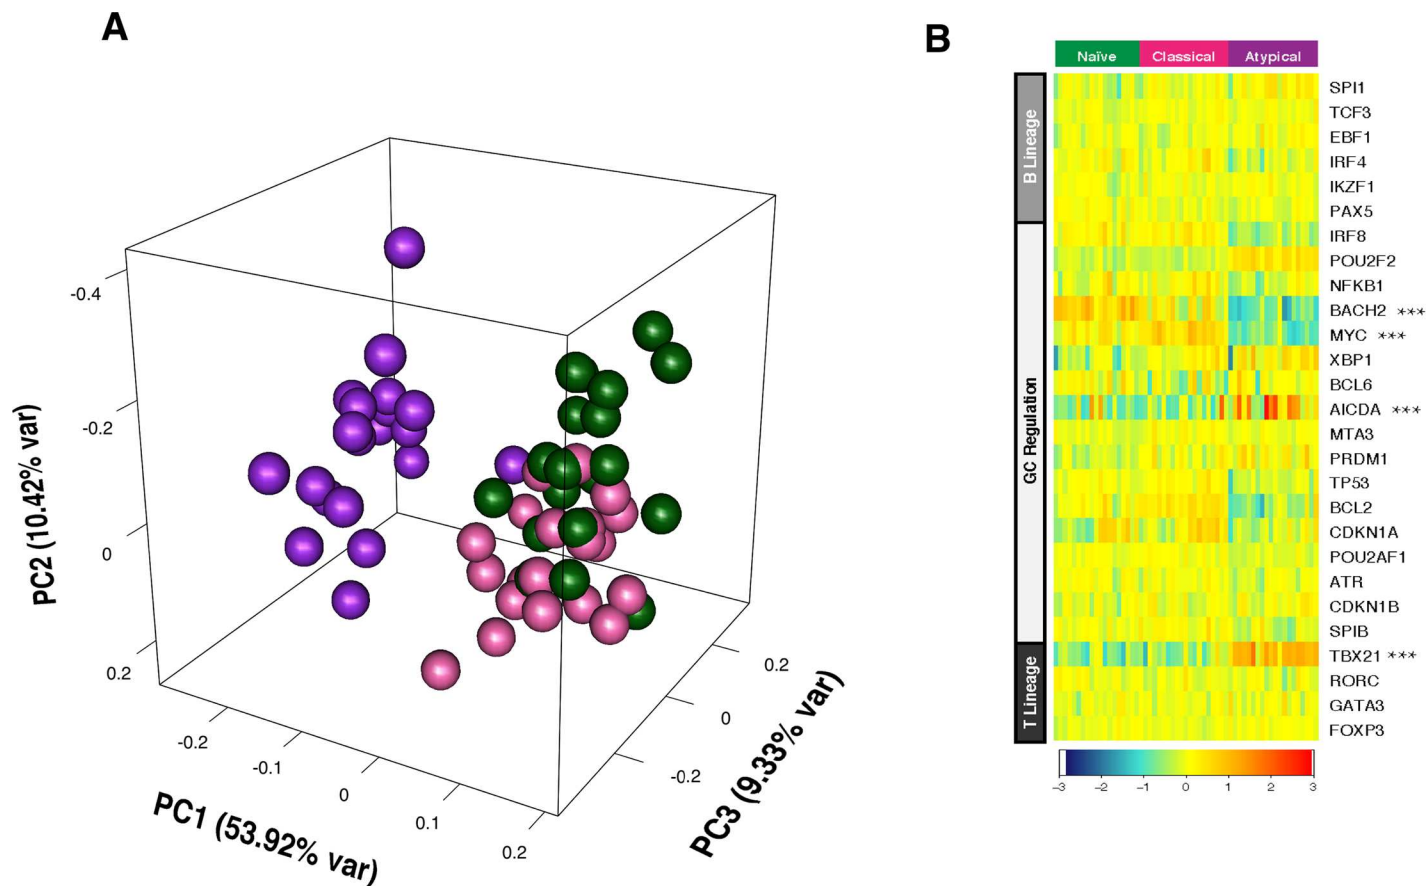 A
-0.4
-0.2
0
0.2
PC2 (10.42% var)
-0.2
-0.1
0
0.1
0.2
PC1 (53.92% var)
0.2
0
-0.2
PC3 (9.33% var)
B
Naïve Classical Atypical
B Lineage
GC Regulation
T Lineage
SPI1
TCF3
EBF1
IRF4
IKZF1
PAX5
IRF8
POU2F2
NFKB1
BACH2 ***
MYC ***
XBP1
BCL6
AICDA ***
MTA3
PRDM1
TP53
BCL2
CDKN1A
POU2AF1
ATR
CDKN1B
SPIB
TBX21 ***
RORC
GATA3
FOXP3
−3 −2 −1 0 1 2 3